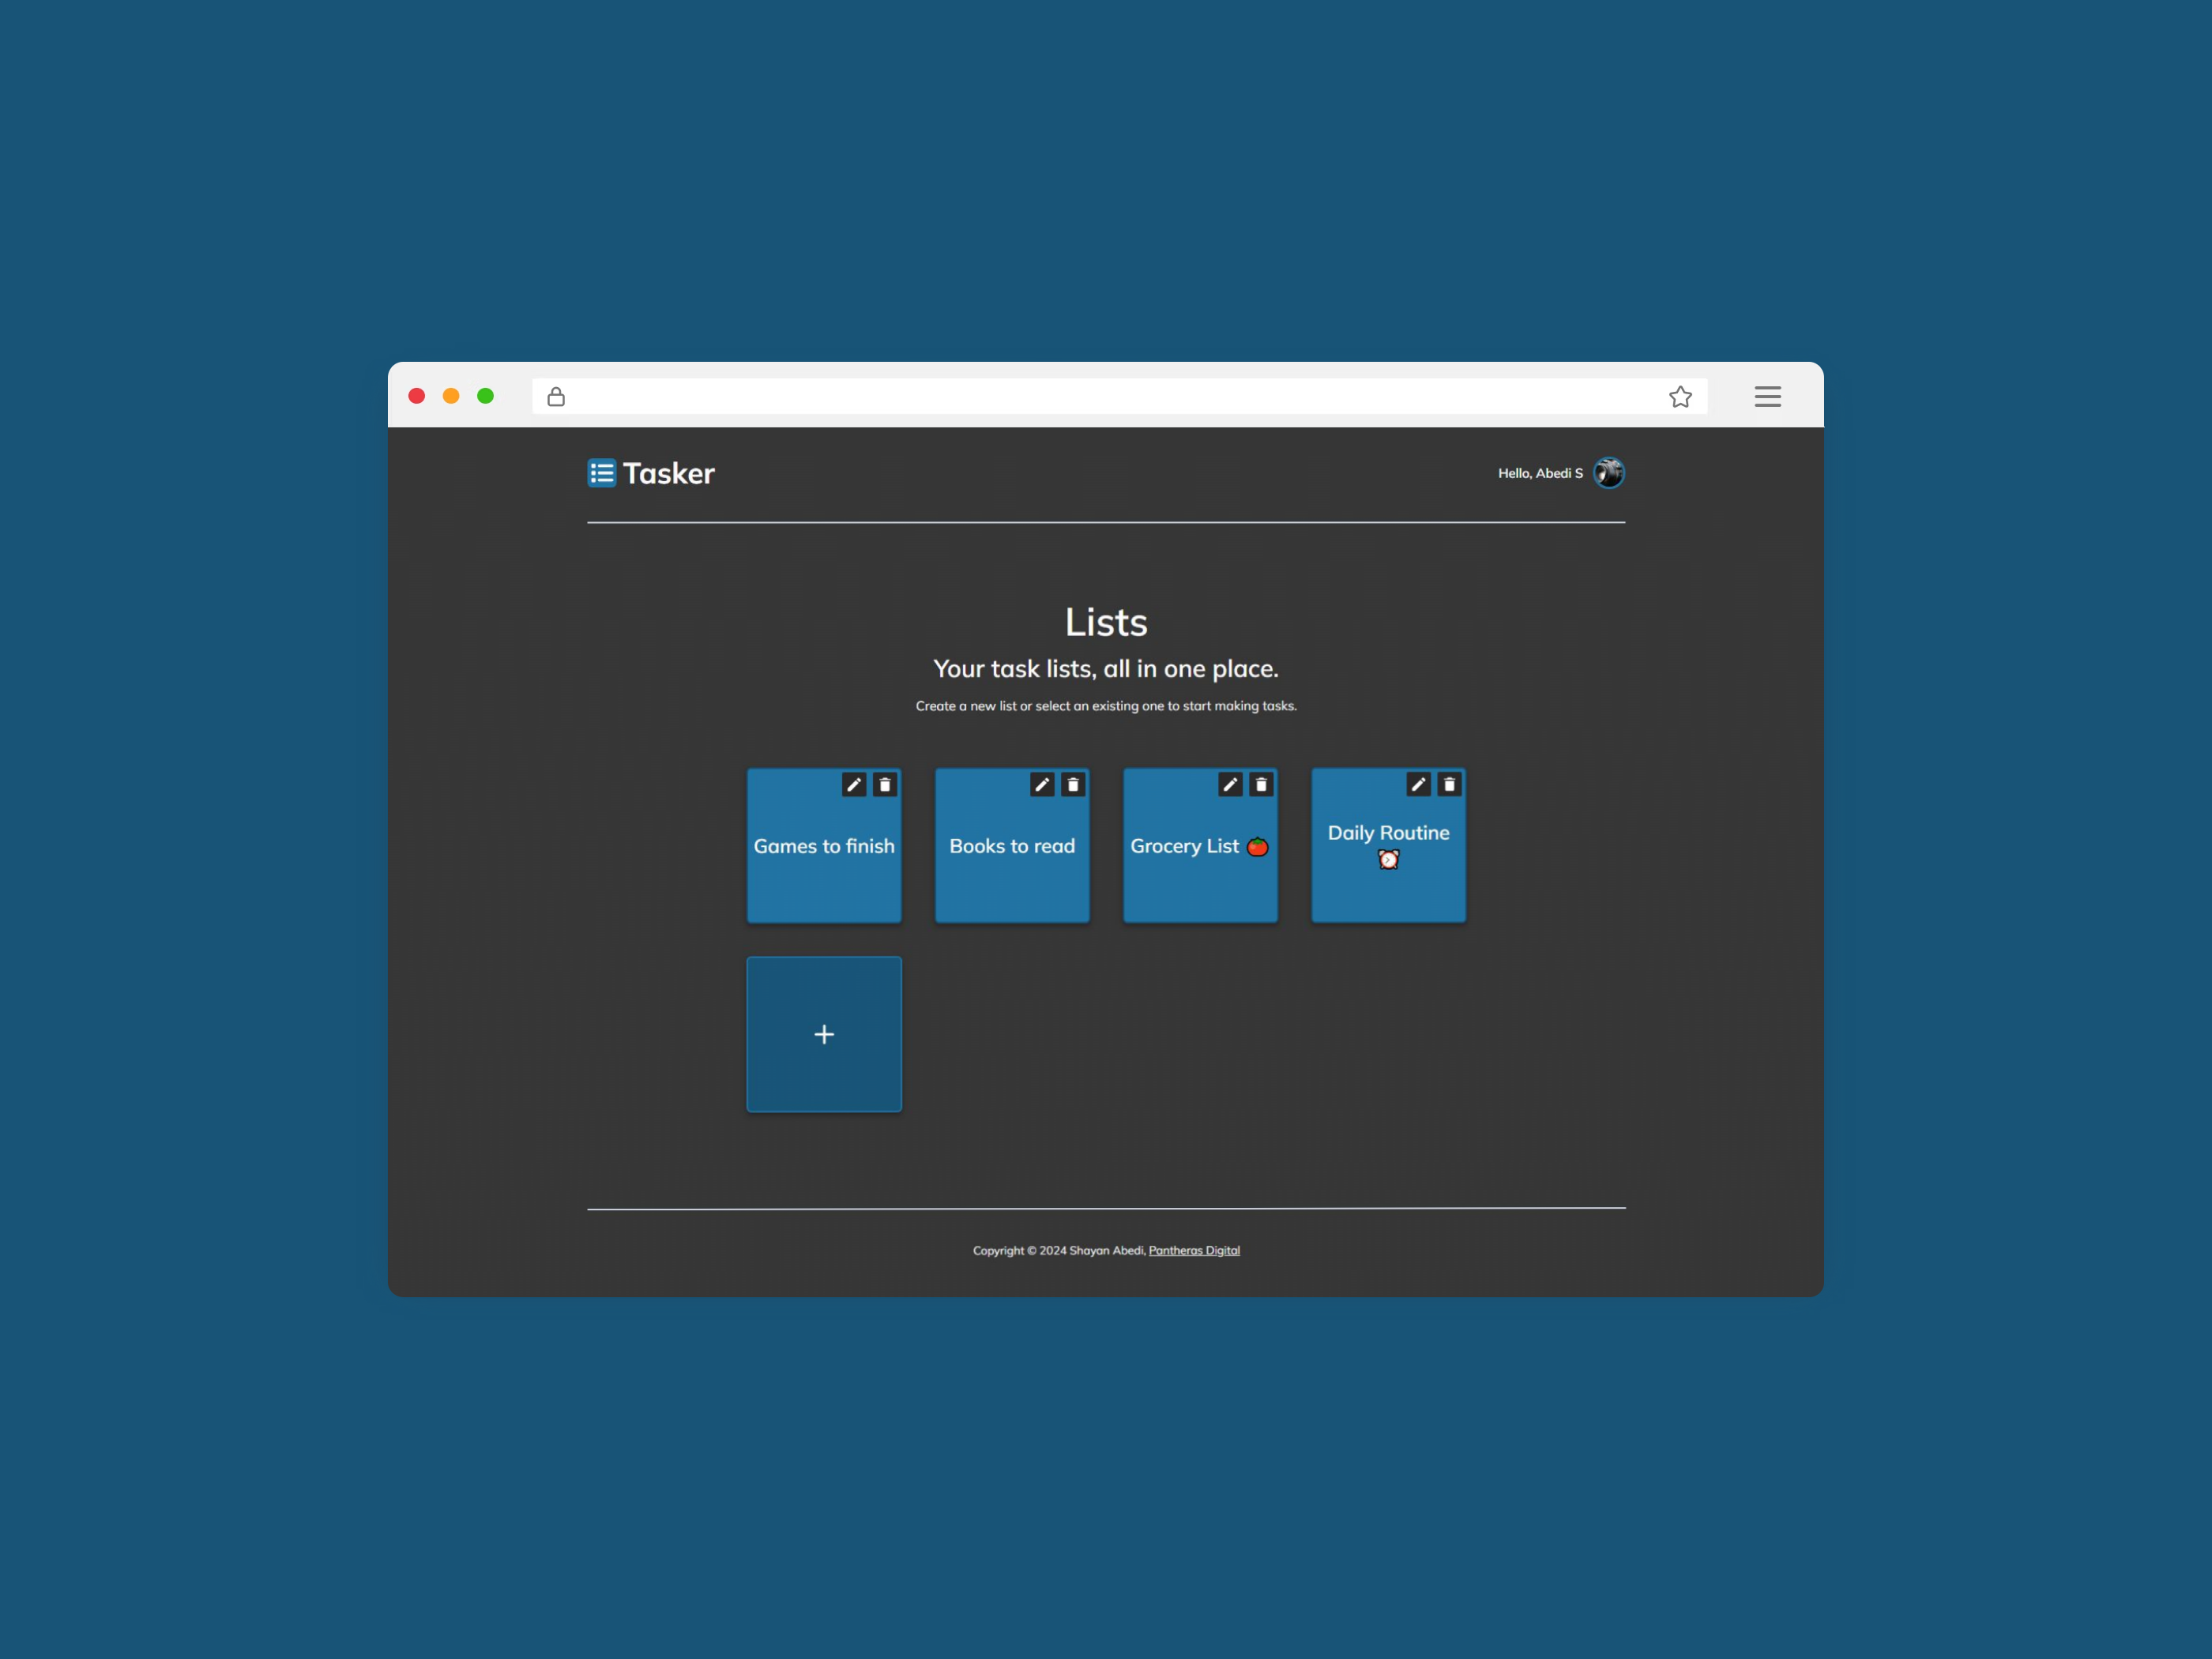 Tasker
Hello, Abedi S
Lists
Your task lists, all in one place.
Create a new list or select an existing one to start making tasks.
Games to finish
Books to read
Grocery List 🍅
Daily Routine
⏰
+
Copyright © 2024 Shayan Abedi, Pantheras Digital